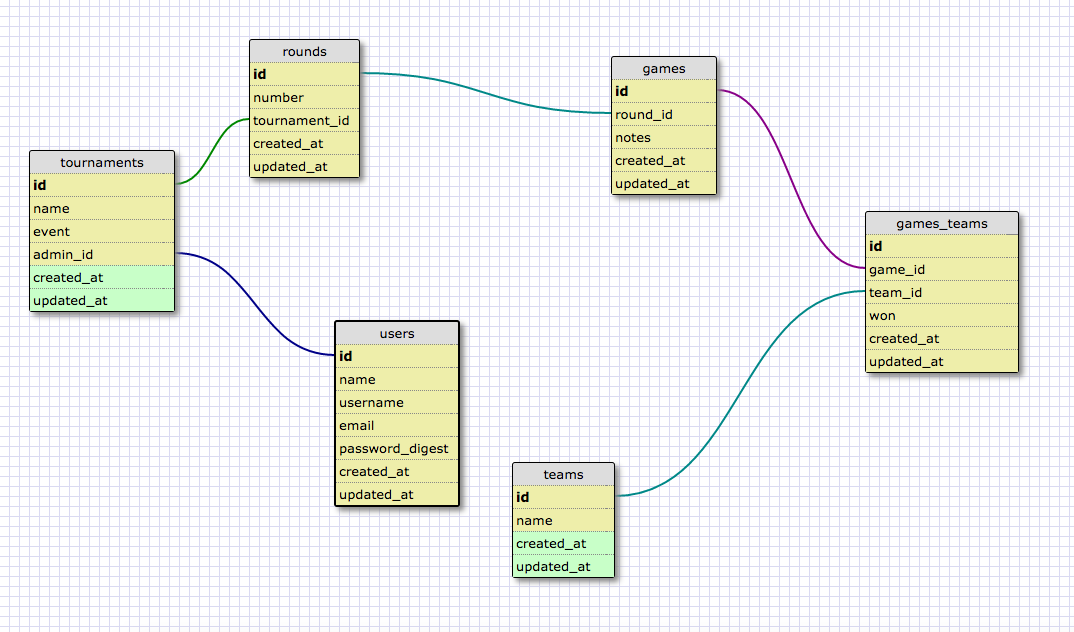 rounds
id
number
tournament_id
created_at
updated_at
games
id
round_id
notes
created_at
updated_at
tournaments
id
name
event
admin_id
created_at
updated_at
games_teams
id
game_id
team_id
won
created_at
updated_at
users
id
name
username
email
password_digest
created_at
updated_at
teams
id
name
created_at
updated_at